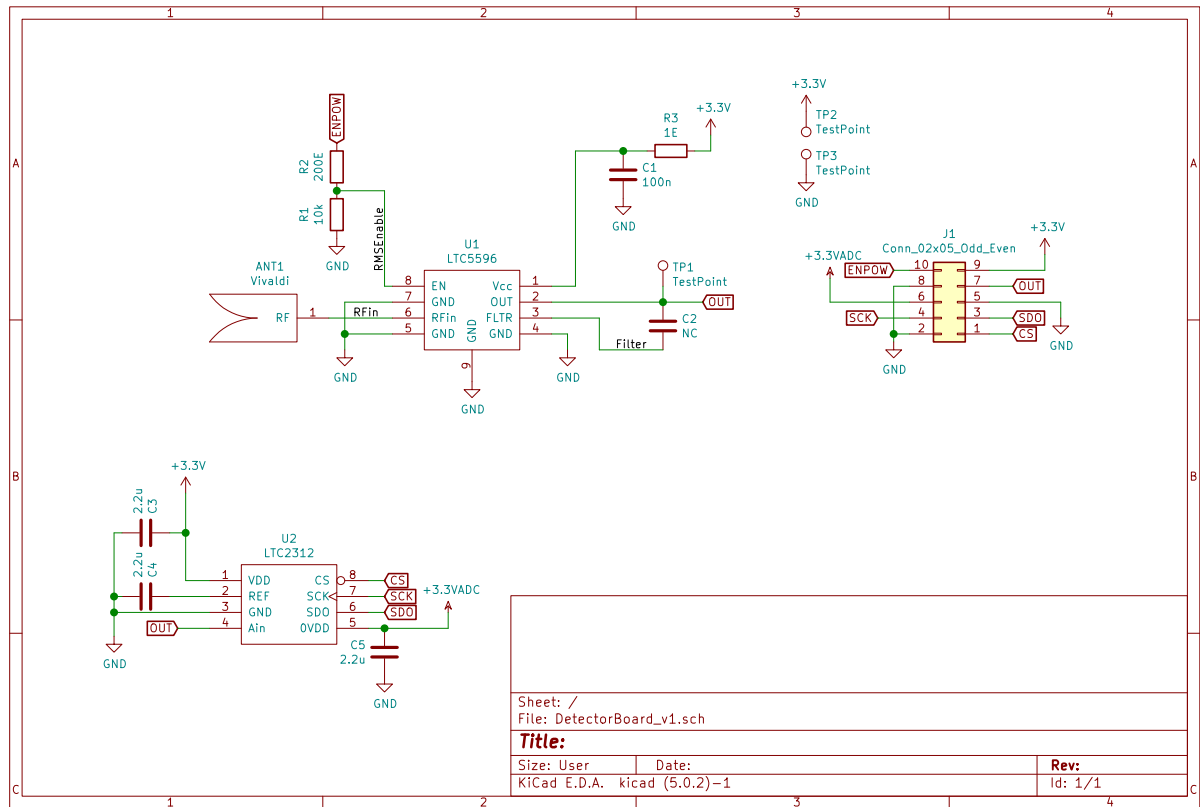 1 2 3 4
A
B
C
A
B
C
1 2 3 4
ENPOW
R2
200E
R1
10k
GND
RMSEnable
ANT1
Vivaldi
RF
1
RFin
GND
U1
LTC5596
8 EN
7 GND
6 RFin
5 GND
GND
9
GND
Vcc 1
OUT 2
FLTR 3
GND 4
GND
Filter
R3
1E
+3.3V
C1
100n
GND
TP1
TestPoint
OUT
C2
NC
+3.3V
TP2
TestPoint
TP3
TestPoint
GND
J1
Conn_02x05_Odd_Even
+3.3VADC
+3.3V
ENPOW 10 9
8 7 OUT
6 5
SCK 4 3 SDO
2 1 CS
GND
GND
+3.3V
2.2u
C3
2.2u
C4
GND
U2
LTC2312
1 VDD CS 8 CS
2 REF SCK 7 SCK
3 GND SDO 6 SDO
OUT 4 Ain 0VDD 5
+3.3VADC
C5
2.2u
GND
Sheet: /
File: DetectorBoard_v1.sch
Title:
Size: User Date: Rev:
KiCad E.D.A. kicad (5.0.2)-1 Id: 1/1